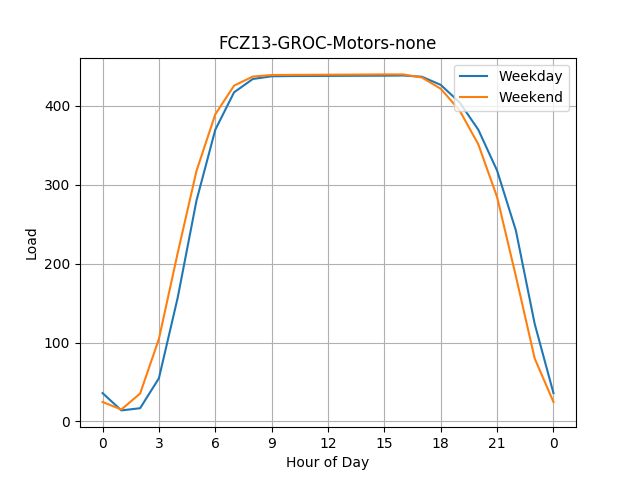 FCZ13-GROC-Motors-none
Weekday
Weekend
400
300
200
100
0
Load
0 3 6 9 12 15 18 21 0
Hour of Day